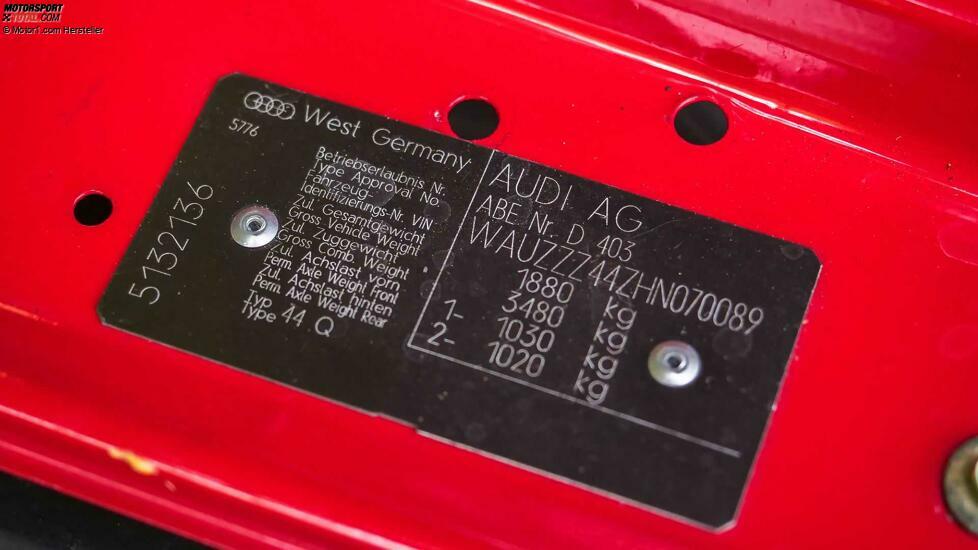 MOTORSPORT
TOTAL.COM
© Motor1.com Hersteller
West Germany
5776
5132136
Betriebserlaubnis Nr.
Type Approval No
Fahrzeug-
Identifizierungs-Nr. VIN
Zul. Gesamtgewicht
Gross Vehicle Weight
Zul. Zuggewicht
Gross Comb. Weight
Zul. Achslast vorn
Perm. Axle Weight front
Zul. Achslast hinten
Perm. Axle Weight Rear
Typ
Type 44 Q
AUDI AG
ABE Nr. D 403
WAUZZZ44ZHN070089
1880 kg
3480 kg
1- 1030 kg
2- 1020 kg